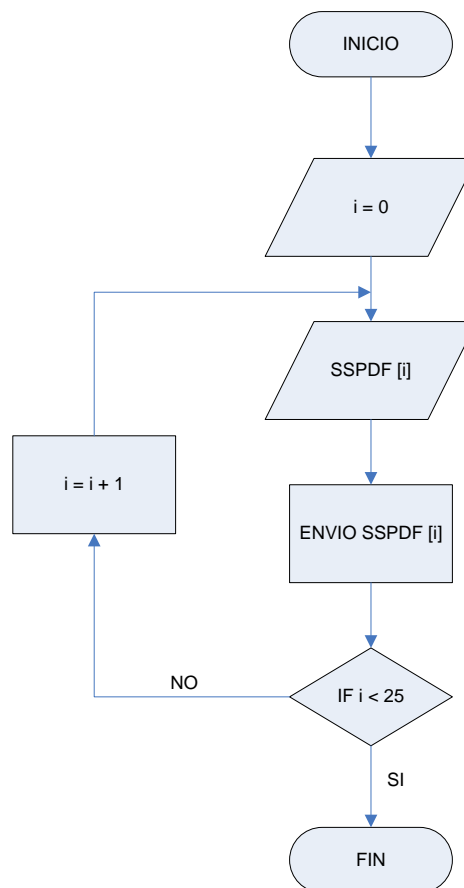 INICIO
i = 0
SSPDF [i]
i = i + 1
ENVIO SSPDF [i]
NO
IF i < 25
SI
FIN